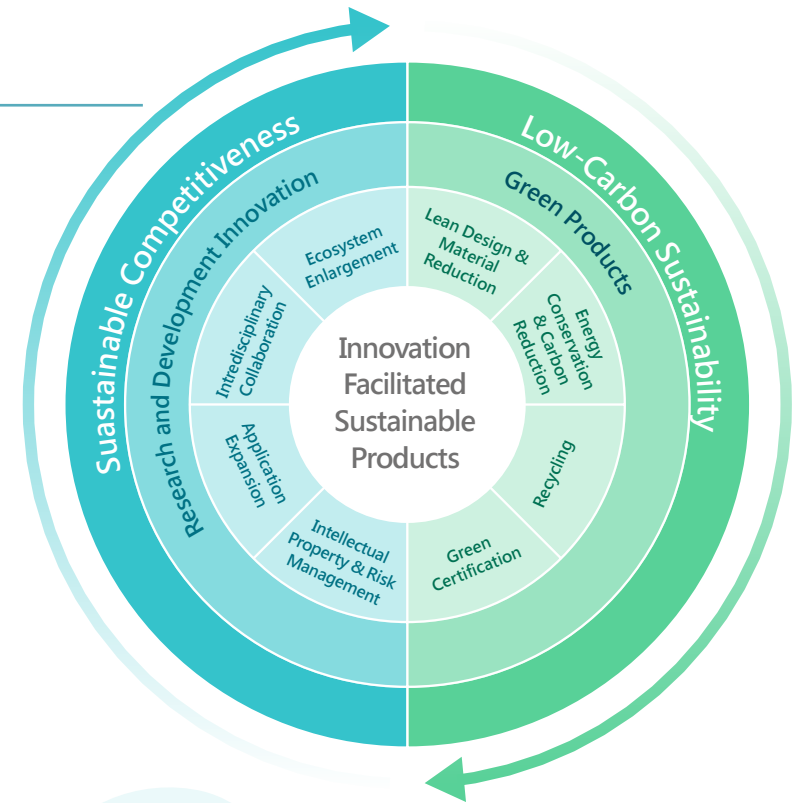 Suastainable Competitiveness
Low-Carbon Sustainability
Research and Development Innovation
Green Products
Ecosystem
Enlargement
Lean Design &
Material
Reduction
Intredisciplinary
Collaboration
Energy
Conservation
& Carbon
Reduction
Innovation
Facilitated
Sustainable
Products
Application
Expansion
Recycling
Intellectual
Property & Risk
Management
Green
Certification